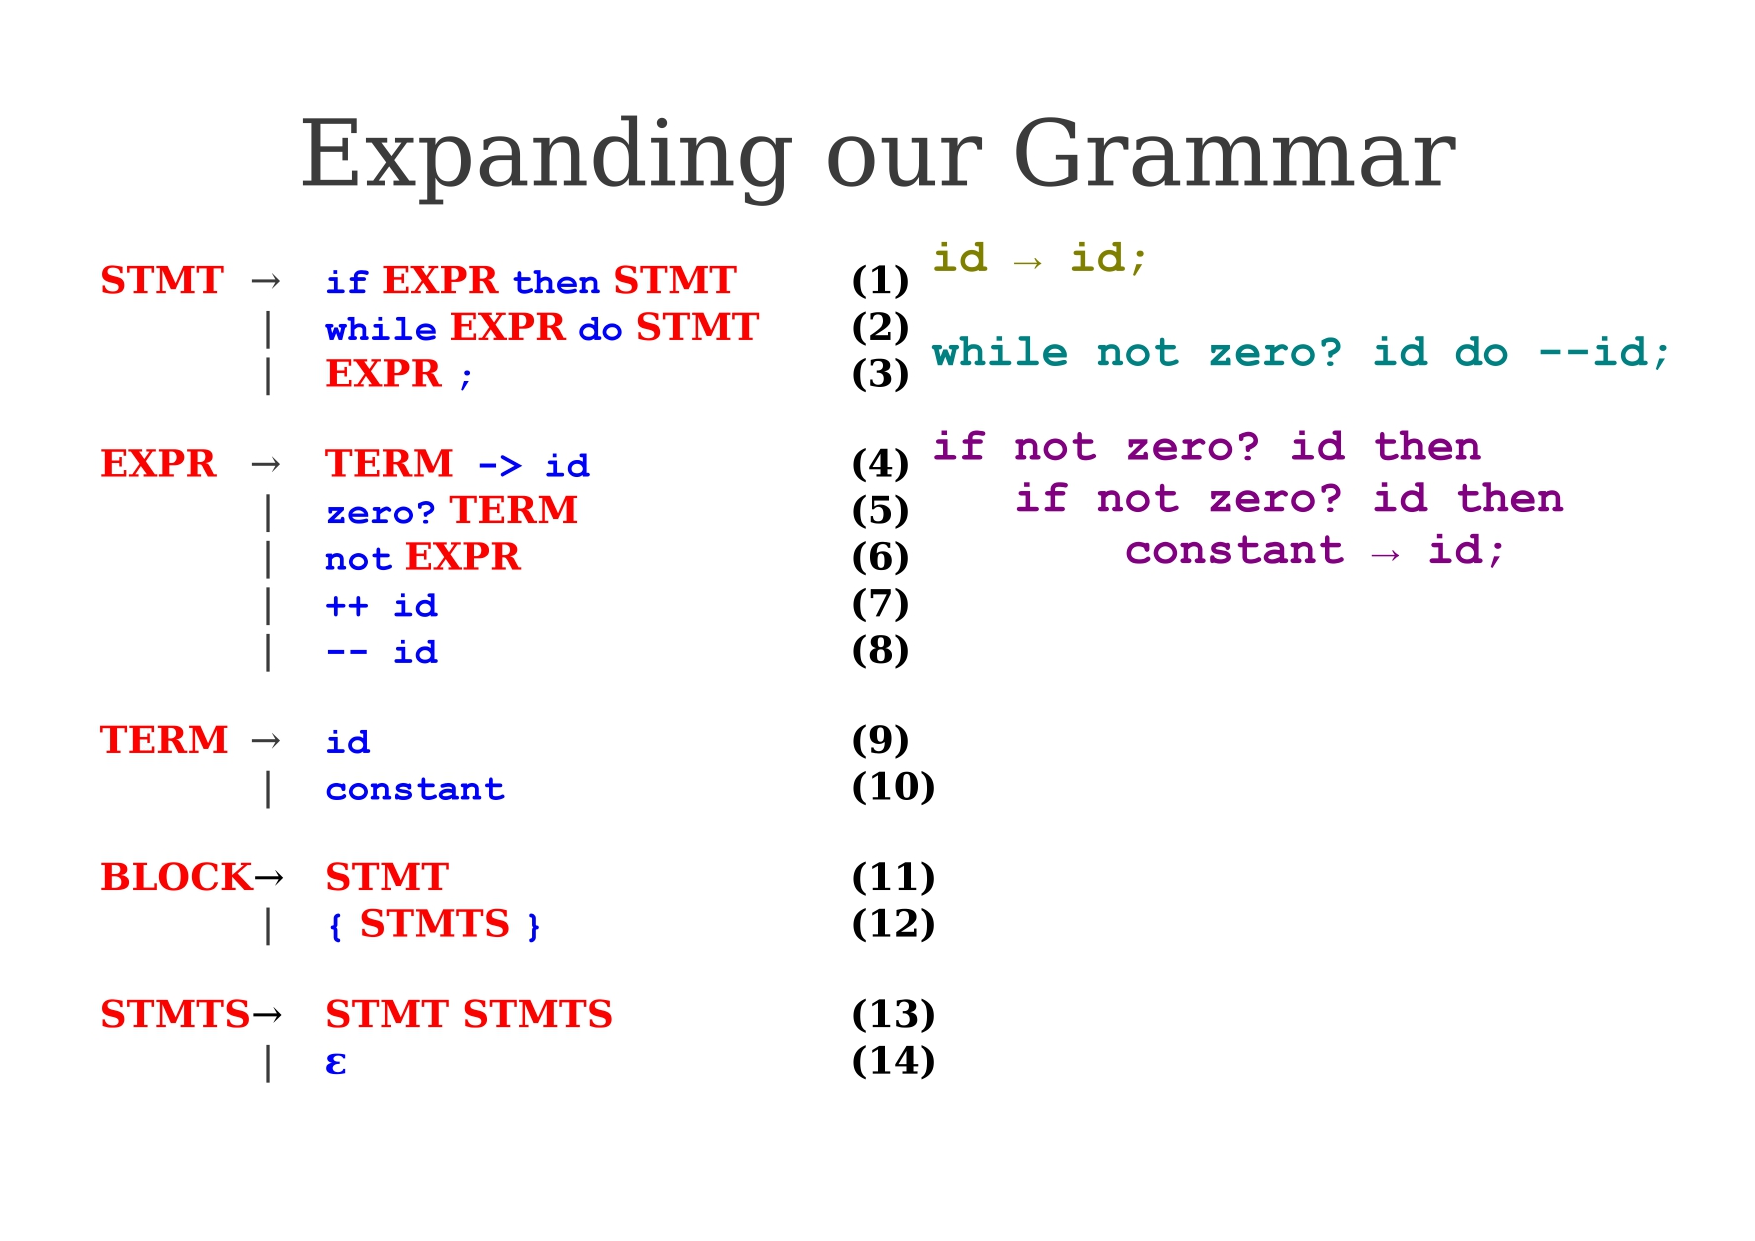 Expanding our Grammar
STMT → if EXPR then STMT (1)
| while EXPR do STMT (2)
| EXPR ; (3)
EXPR → TERM -> id (4)
| zero? TERM (5)
| not EXPR (6)
| ++ id (7)
| -- id (8)
TERM → id (9)
| constant (10)
BLOCK→ STMT (11)
| { STMTS } (12)
STMTS→ STMT STMTS (13)
| ε (14)
id → id;
while not zero? id do --id;
if not zero? id then
if not zero? id then
constant → id;